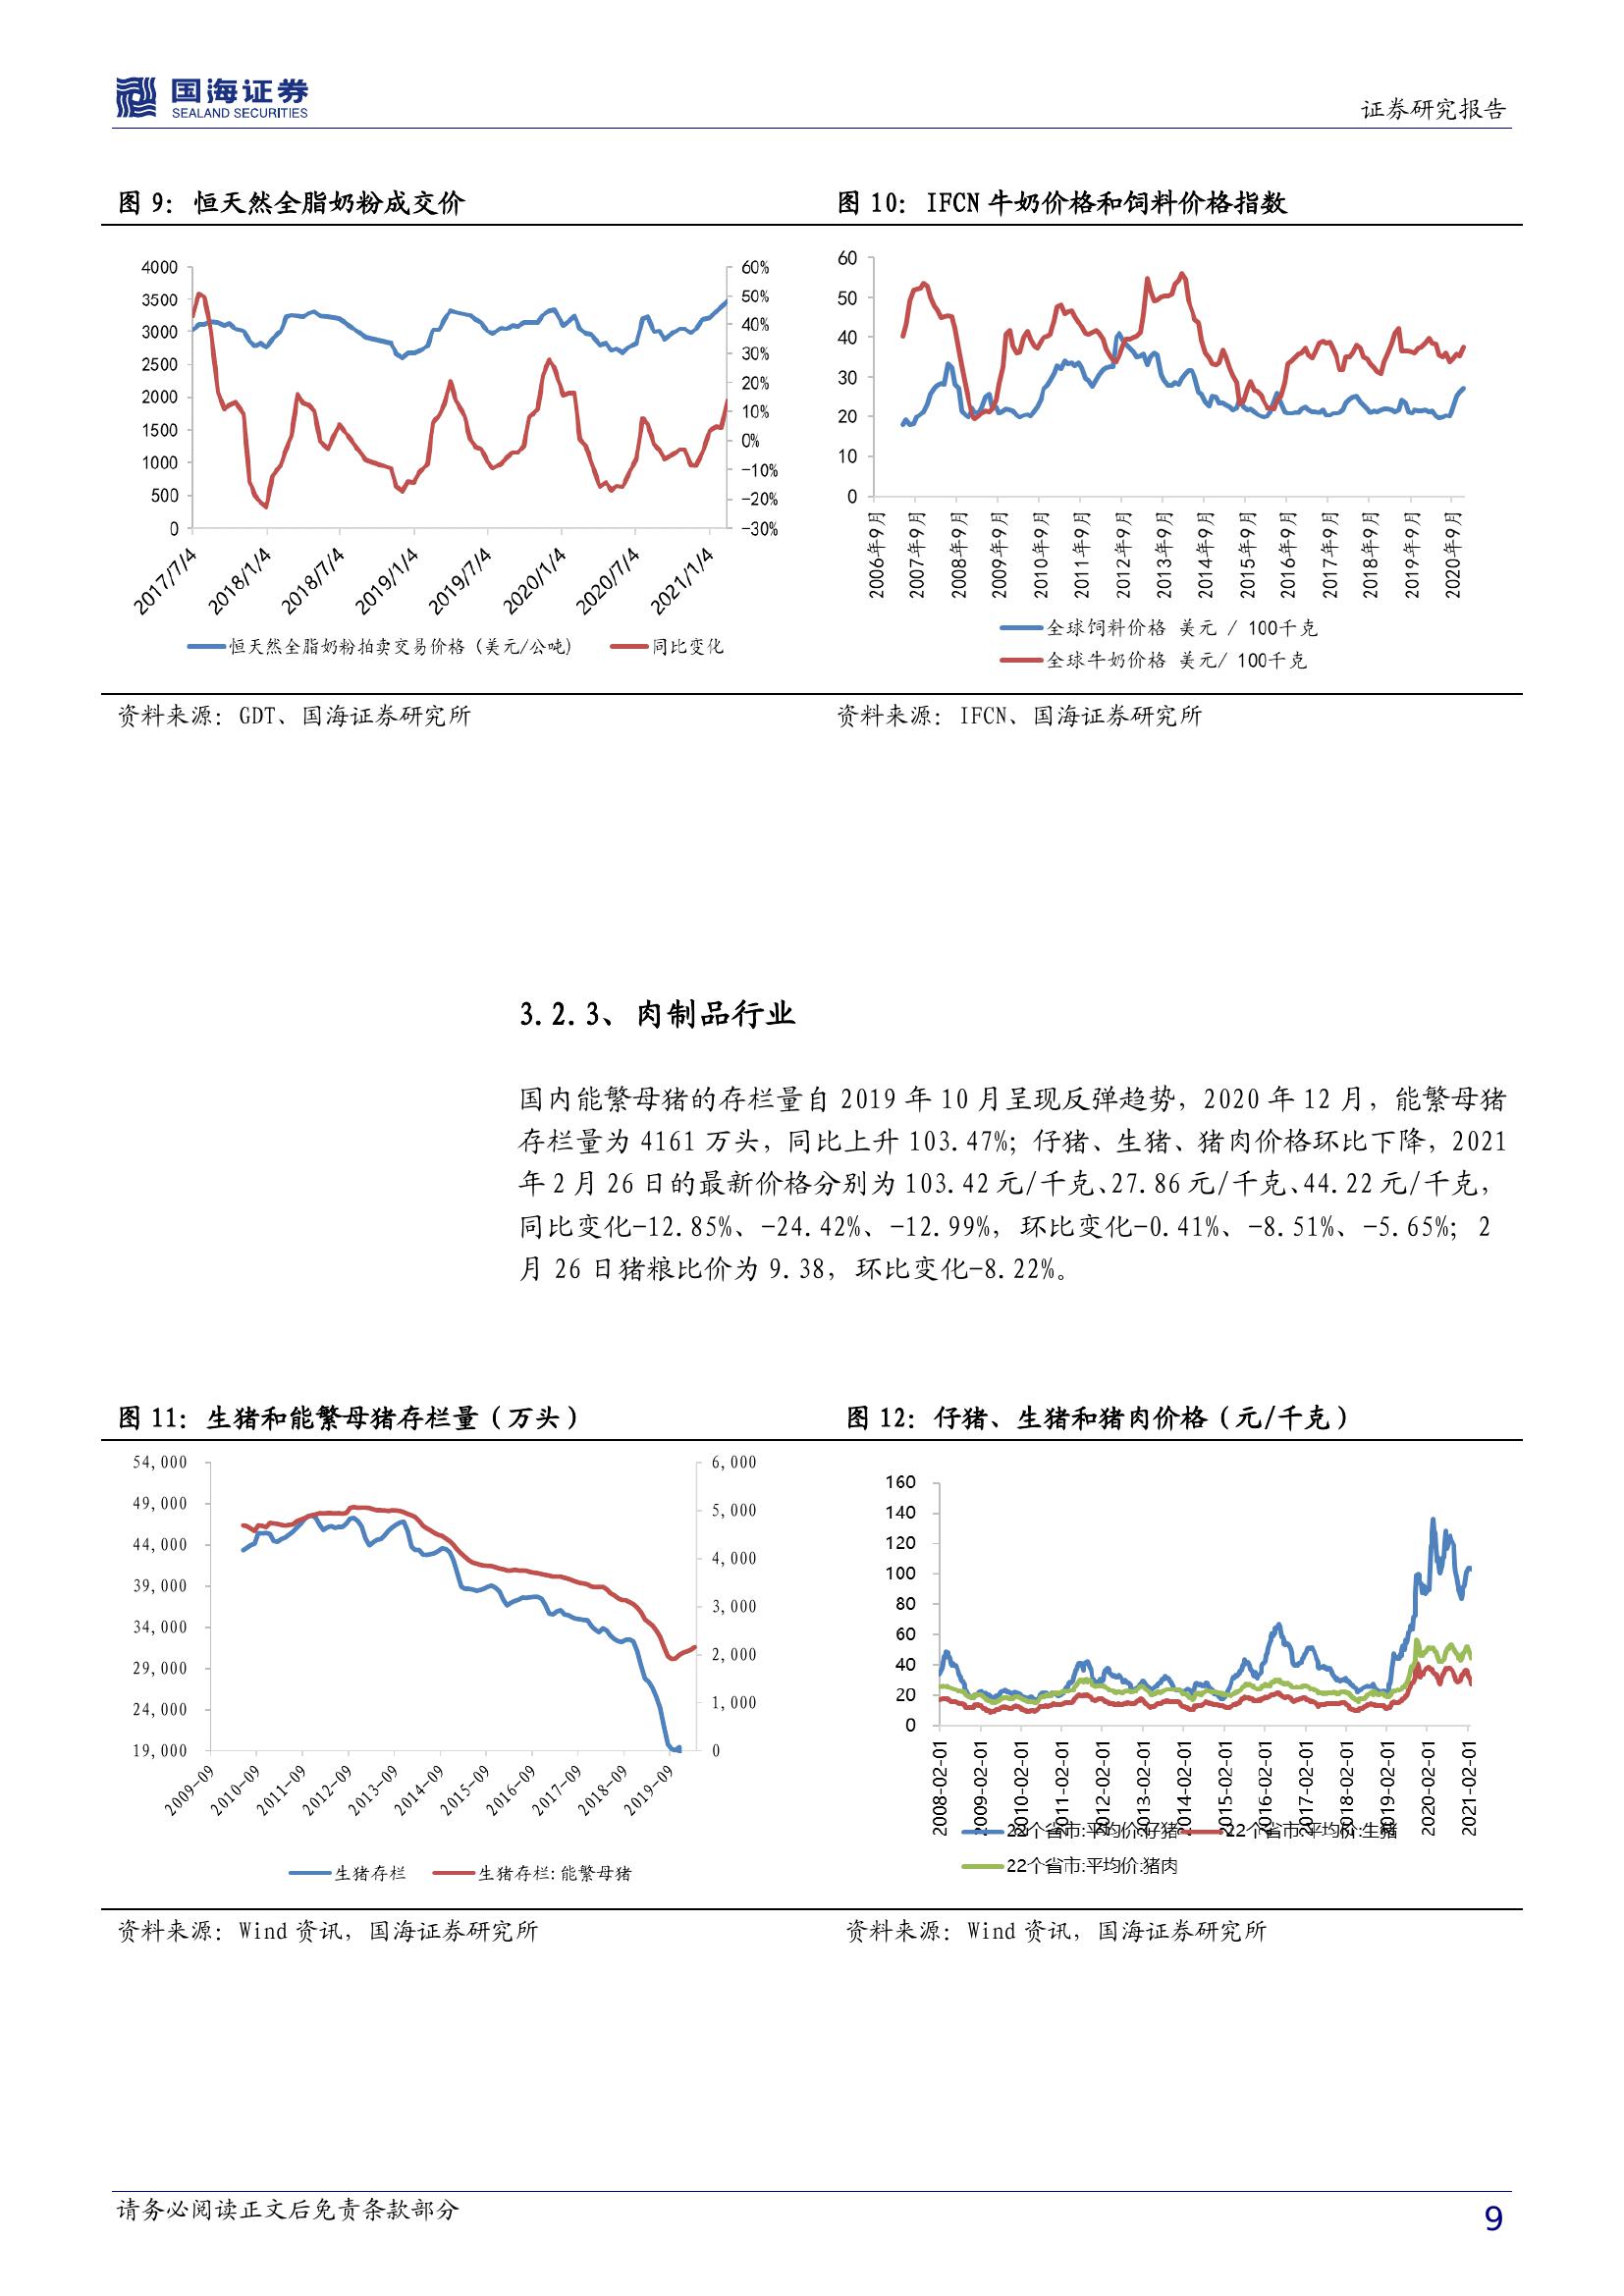 国海证券
SEALAND SECURITIES
证券研究报告
图 9: 恒天然全脂奶粉成交价
4000
3500
3000
2500
2000
1500
1000
500
0
60%
50%
40%
30%
20%
10%
0%
-10%
-20%
-30%
2017/7/4
2018/1/4
2018/7/4
2019/1/4
2019/7/4
2020/1/4
2020/7/4
2021/1/4
恒天然全脂奶粉拍卖交易价格 (美元/公吨)
同比变化
资料来源: GDT、国海证券研究所
图 10: IFCN 牛奶价格和饲料价格指数
60
50
40
30
20
10
0
2006年9月
2007年9月
2008年9月
2009年9月
2010年9月
2011年9月
2012年9月
2013年9月
2014年9月
2015年9月
2016年9月
2017年9月
2018年9月
2019年9月
2020年9月
全球饲料价格 美元 / 100千克
全球牛奶价格 美元/ 100千克
资料来源: IFCN、国海证券研究所
3.2.3、肉制品行业
国内能繁母猪的存栏量自 2019 年 10 月呈现反弹趋势, 2020 年 12 月, 能繁母猪
存栏量为 4161 万头, 同比上升 103.47%; 仔猪、生猪、猪肉价格环比下降, 2021
年 2 月 26 日的最新价格分别为 103.42 元/千克、27.86 元/千克、44.22 元/千克,
同比变化-12.85%、-24.42%、-12.99%, 环比变化-0.41%、-8.51%、-5.65%; 2
月 26 日猪粮比价为 9.38, 环比变化-8.22%。
图 11: 生猪和能繁母猪存栏量（万头）
54,000
49,000
44,000
39,000
34,000
29,000
24,000
19,000
6,000
5,000
4,000
3,000
2,000
1,000
0
2009-09
2010-09
2011-09
2012-09
2013-09
2014-09
2015-09
2016-09
2017-09
2018-09
2019-09
生猪存栏
生猪存栏:能繁母猪
资料来源: Wind 资讯, 国海证券研究所
图 12: 仔猪、生猪和猪肉价格（元/千克）
160
140
120
100
80
60
40
20
0
2008-02-01
2009-02-01
2010-02-01
2011-02-01
2012-02-01
2013-02-01
2014-02-01
2015-02-01
2016-02-01
2017-02-01
2018-02-01
2019-02-01
2020-02-01
2021-02-01
22个省市:平均价:仔猪
22个省市:平均价:生猪
22个省市:平均价:猪肉
资料来源: Wind 资讯, 国海证券研究所
请务必阅读正文后免责条款部分
9